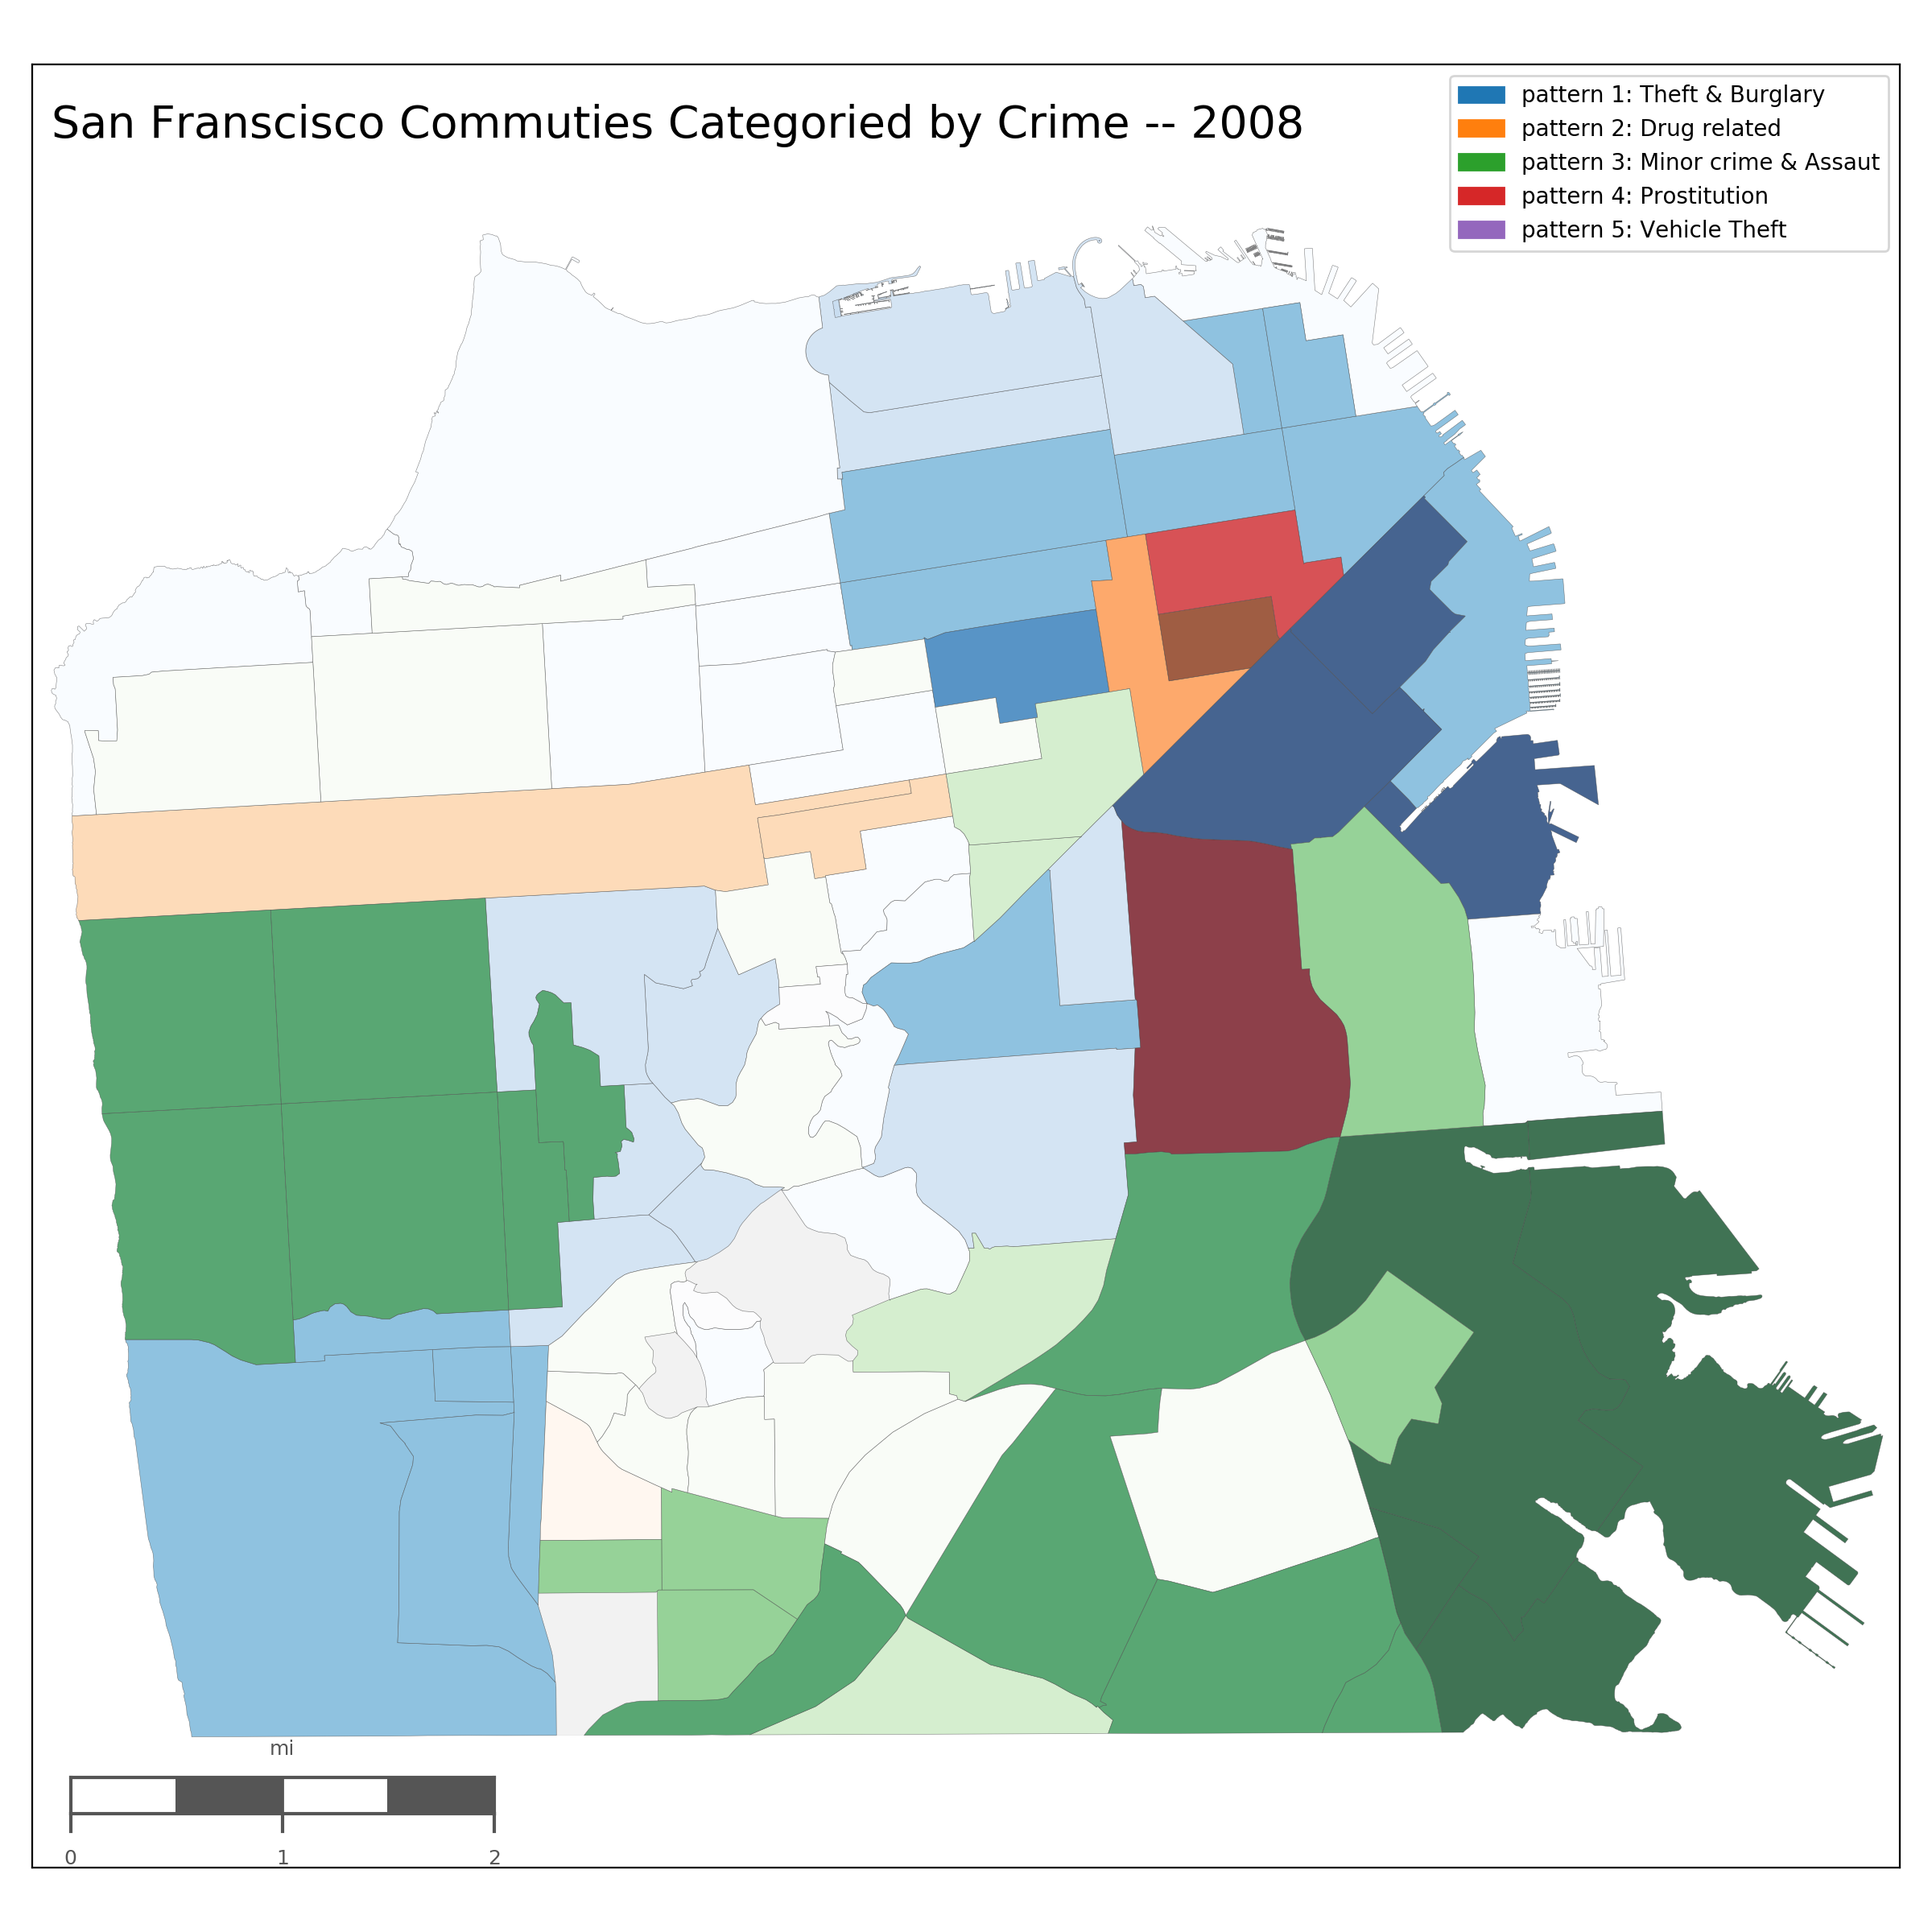 San Franscisco Commuties Categoried by Crime -- 2008
pattern 1: Theft & Burglary
pattern 2: Drug related
pattern 3: Minor crime & Assaut
pattern 4: Prostitution
pattern 5: Vehicle Theft
mi
0 1 2